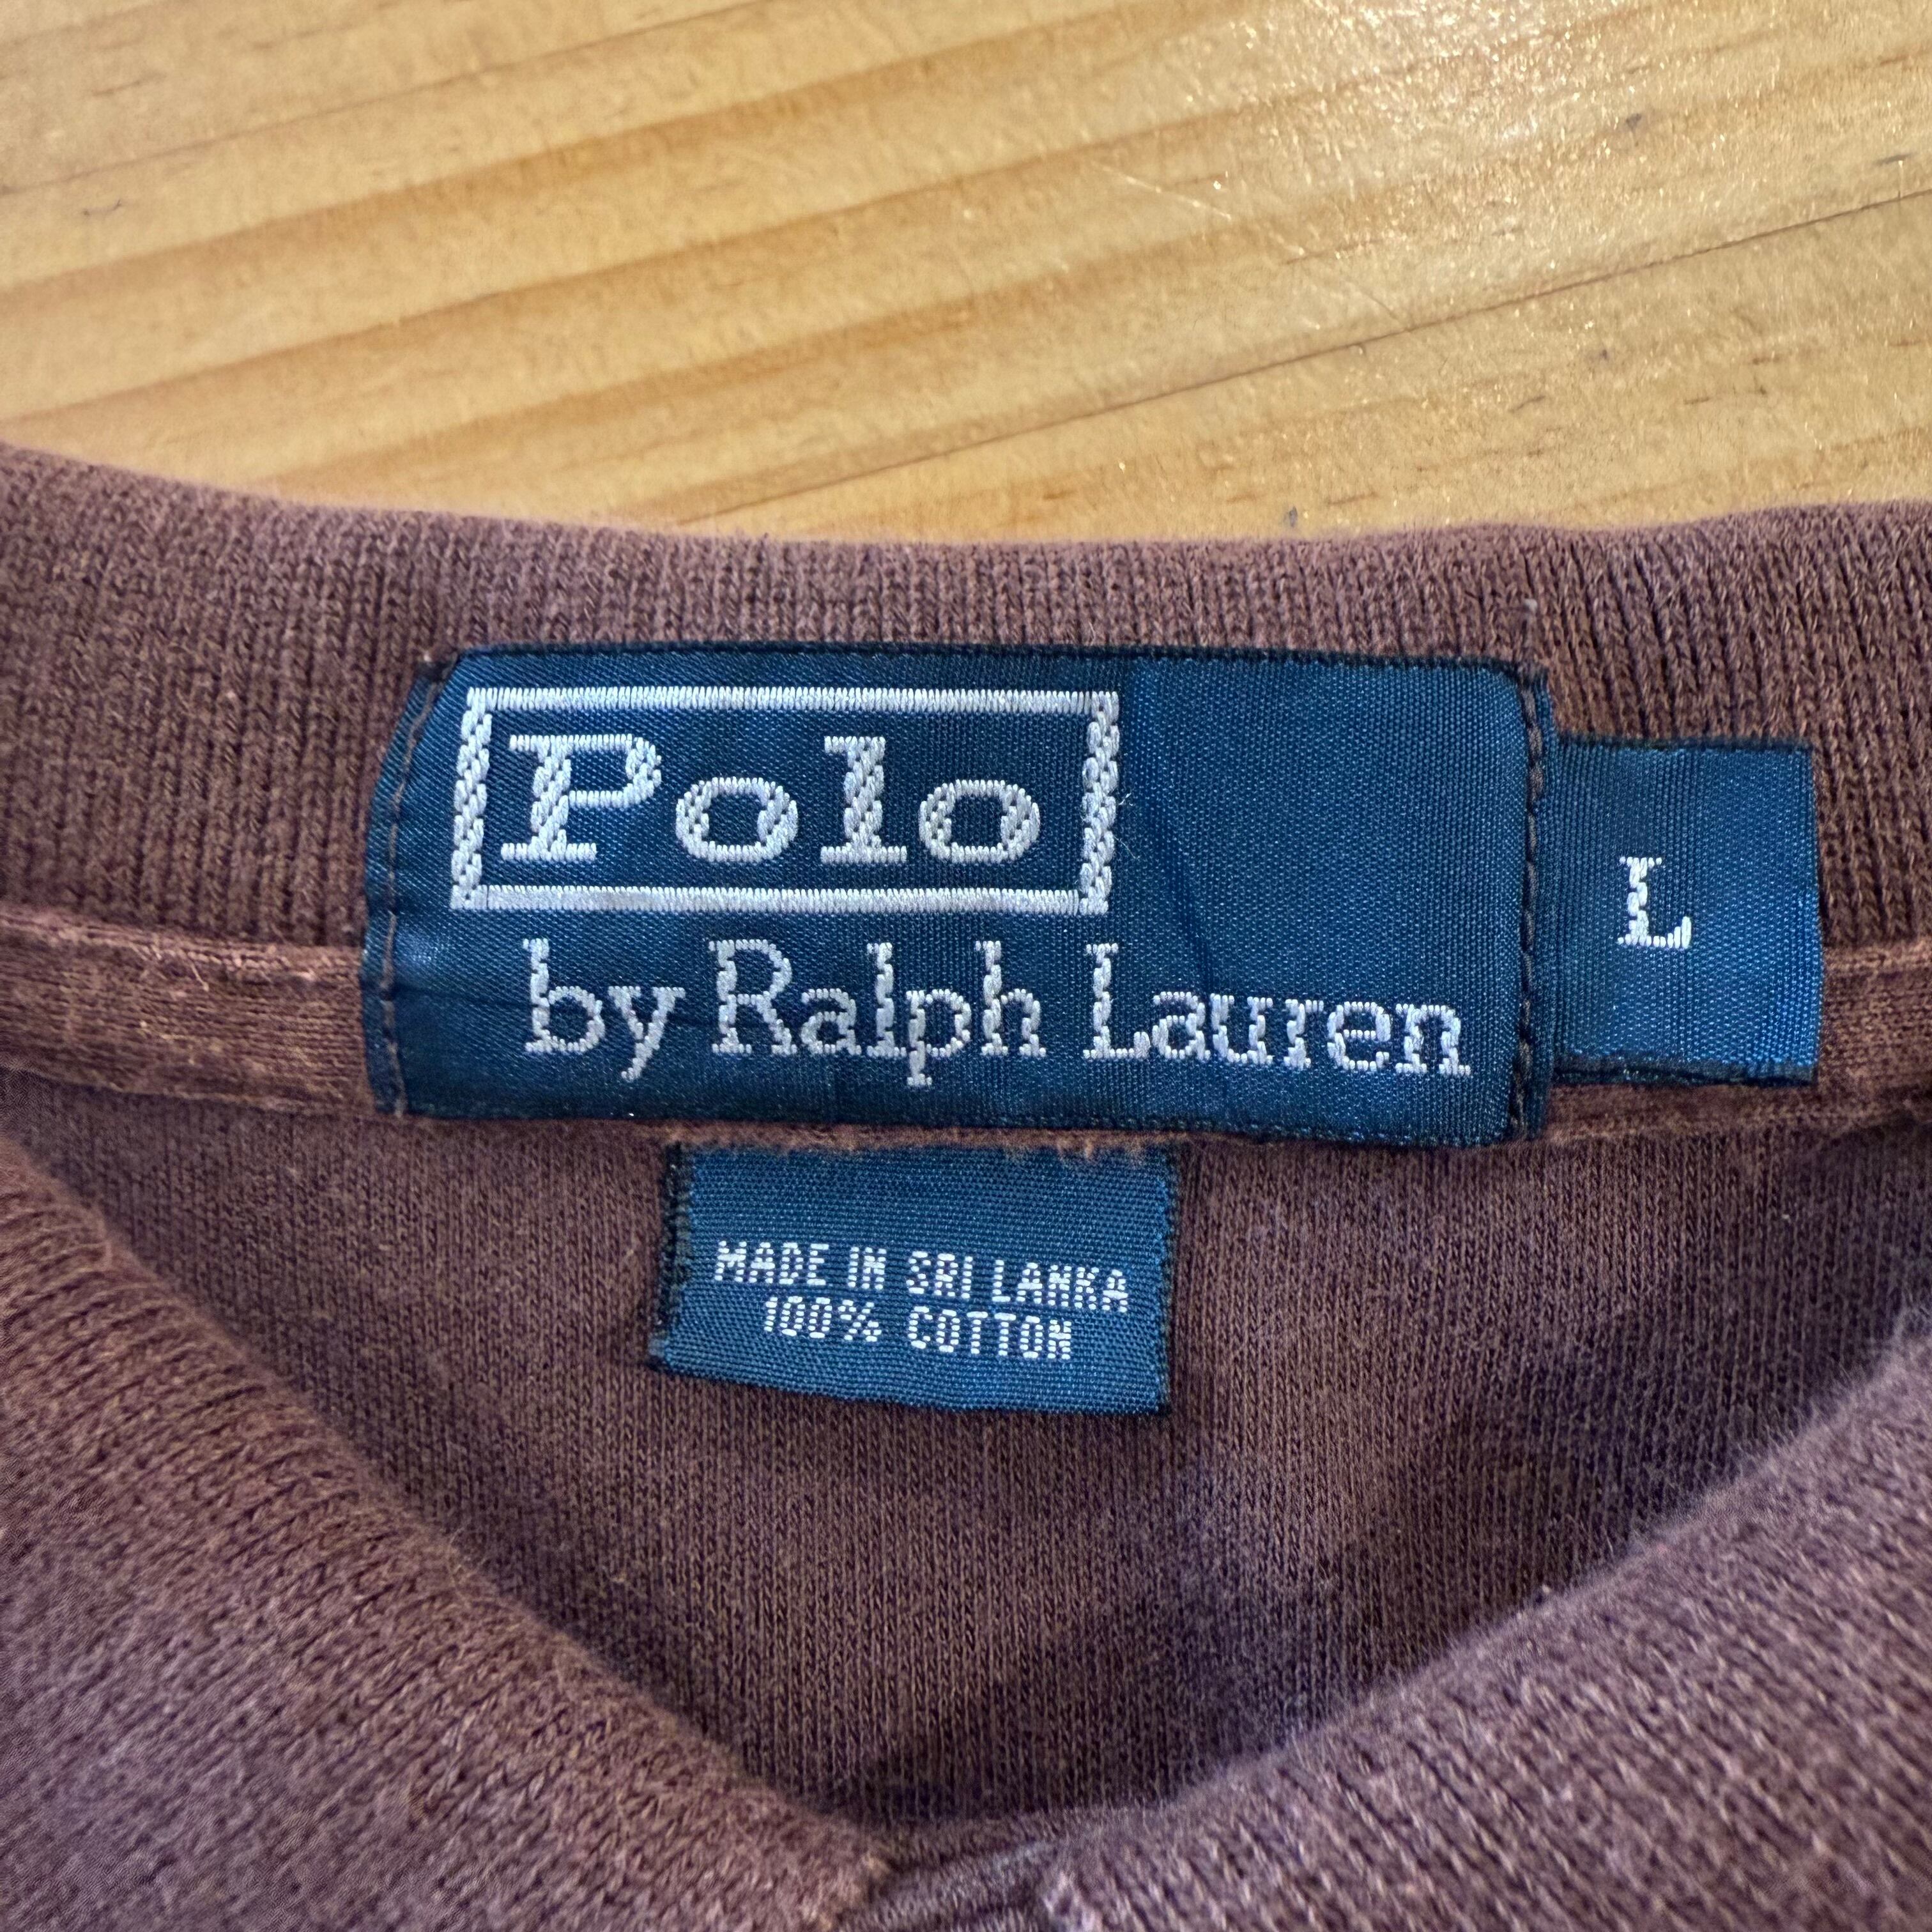 Polo
by Ralph Lauren
L
MADE IN SRI LANKA
100% COTTON